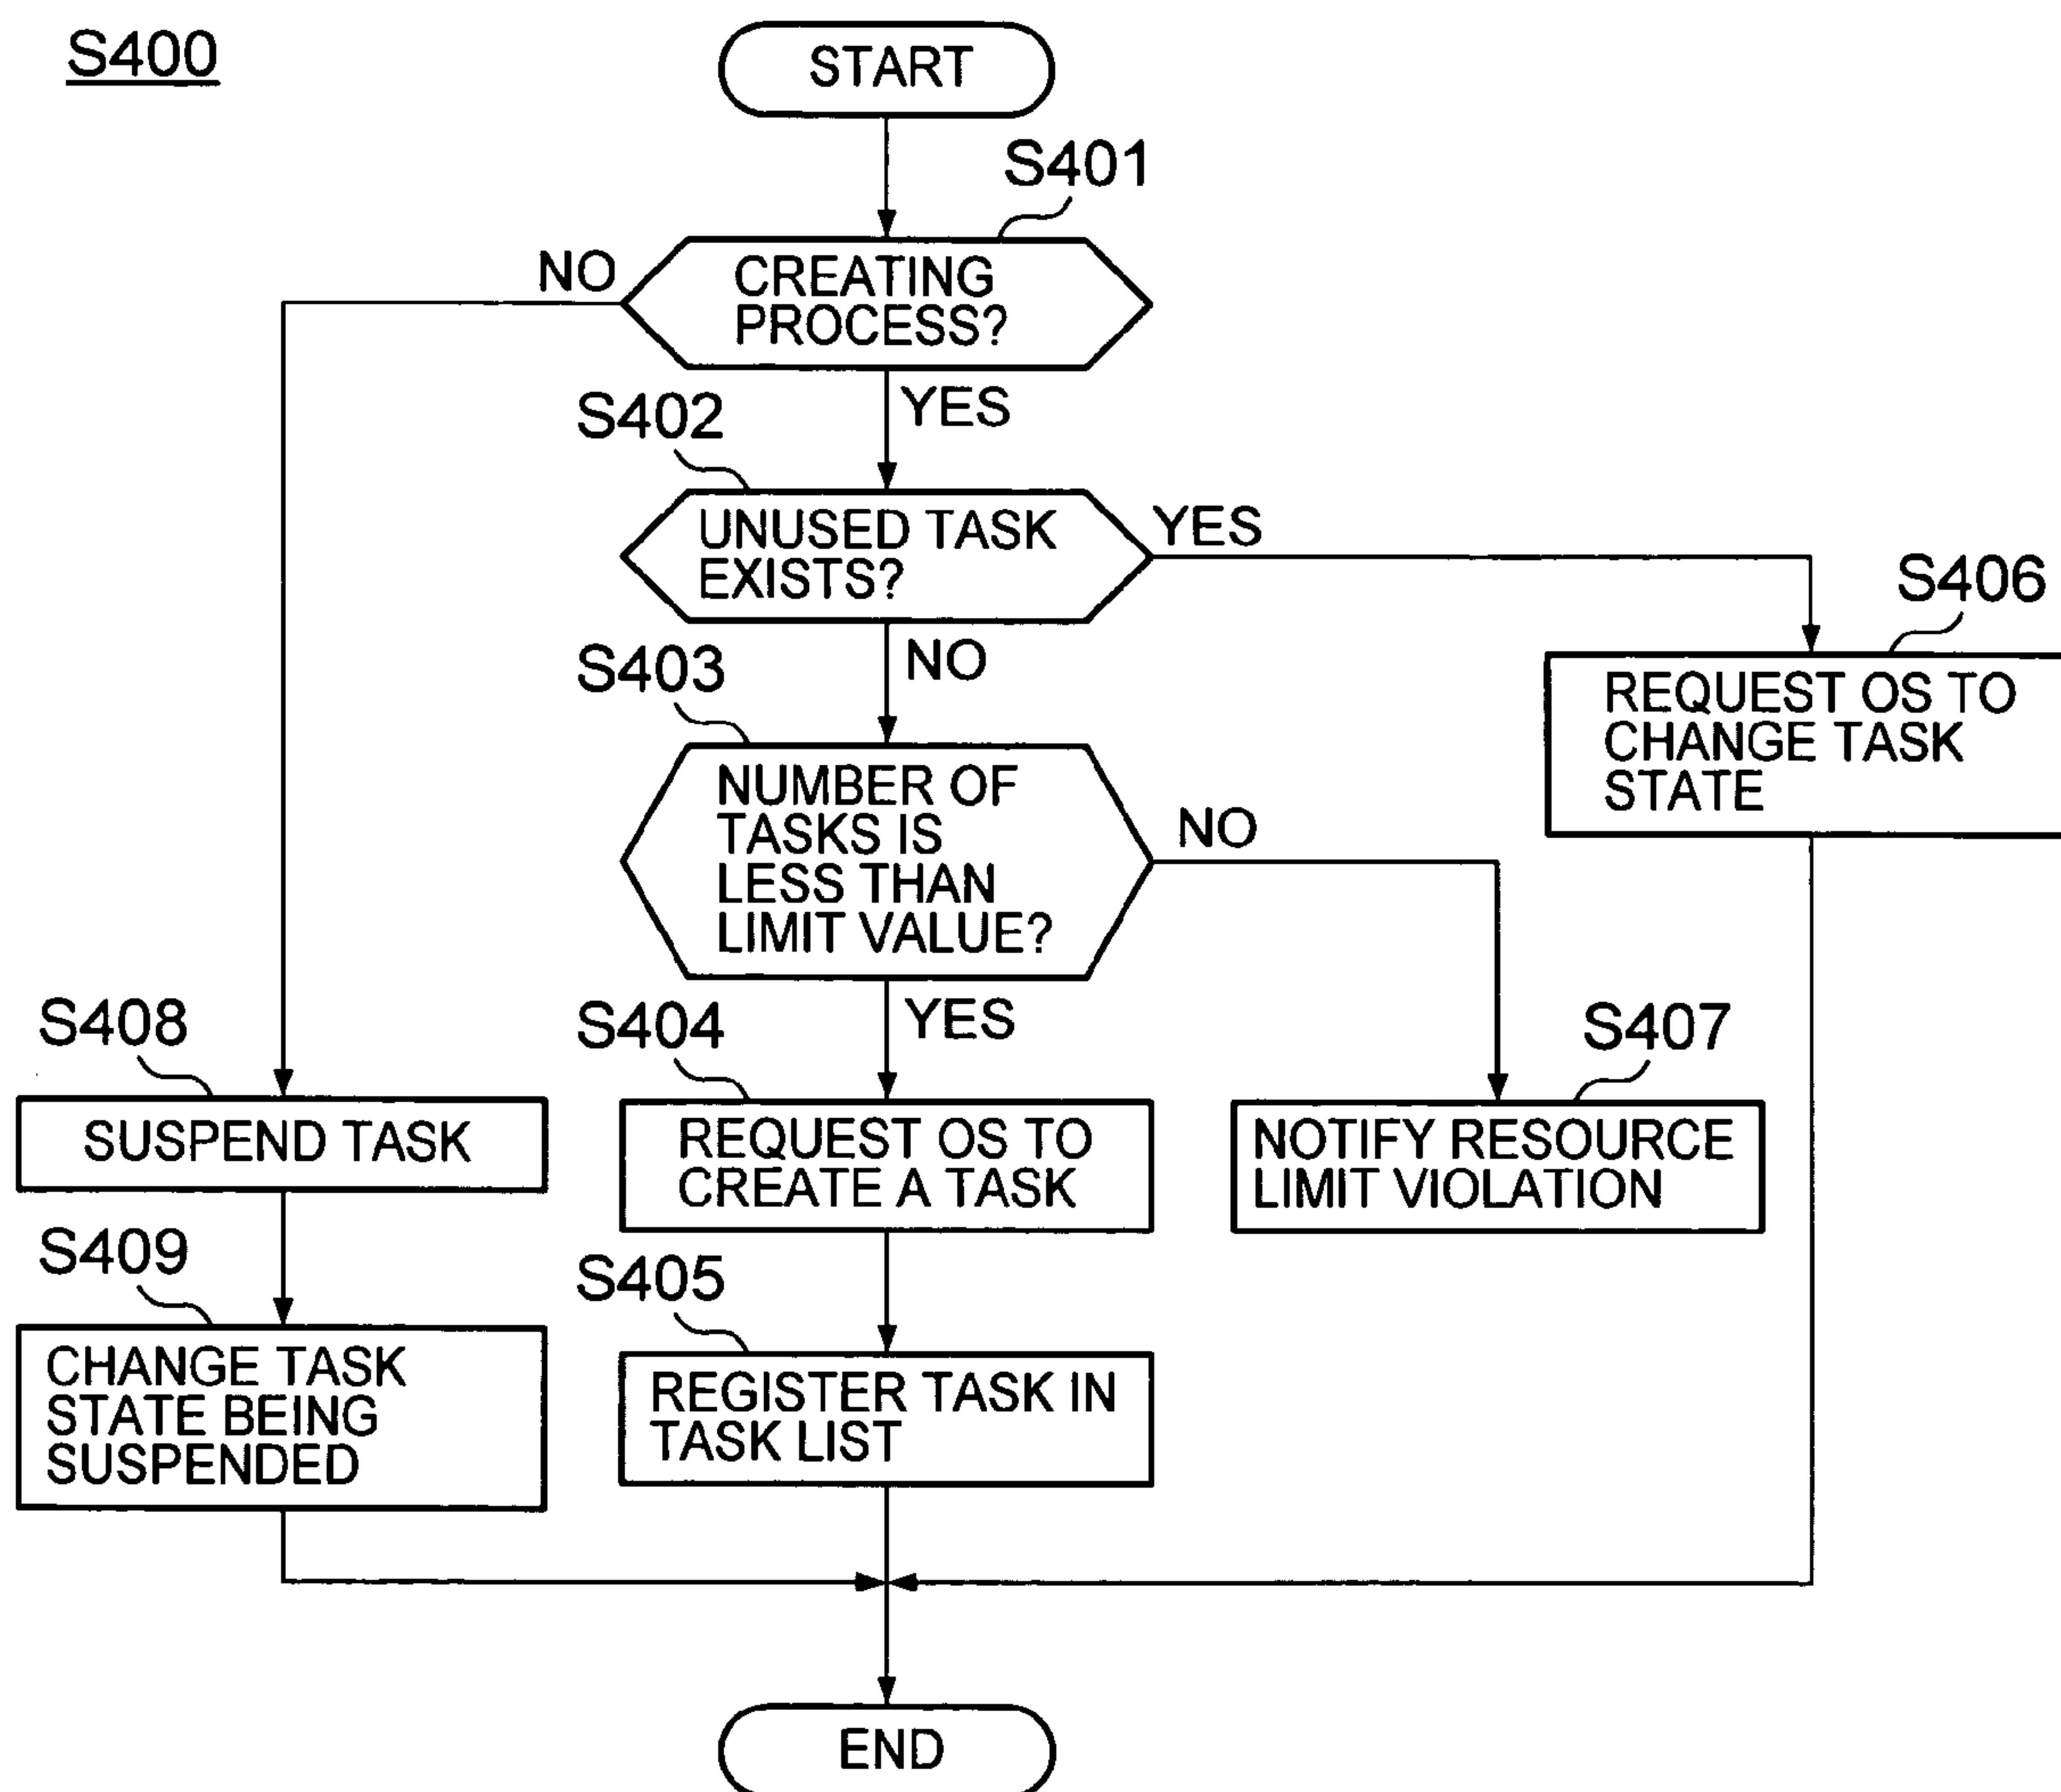 S400
START
S401
NO
CREATING
PROCESS?
YES
S402
UNUSED TASK
EXISTS?
YES
S406
NO
S403
REQUEST OS TO
CHANGE TASK
STATE
NUMBER OF
TASKS IS
LESS THAN
LIMIT VALUE?
NO
YES
S408
S404
S407
SUSPEND TASK
REQUEST OS TO
CREATE A TASK
NOTIFY RESOURCE
LIMIT VIOLATION
S409
S405
CHANGE TASK
STATE BEING
SUSPENDED
REGISTER TASK IN
TASK LIST
END